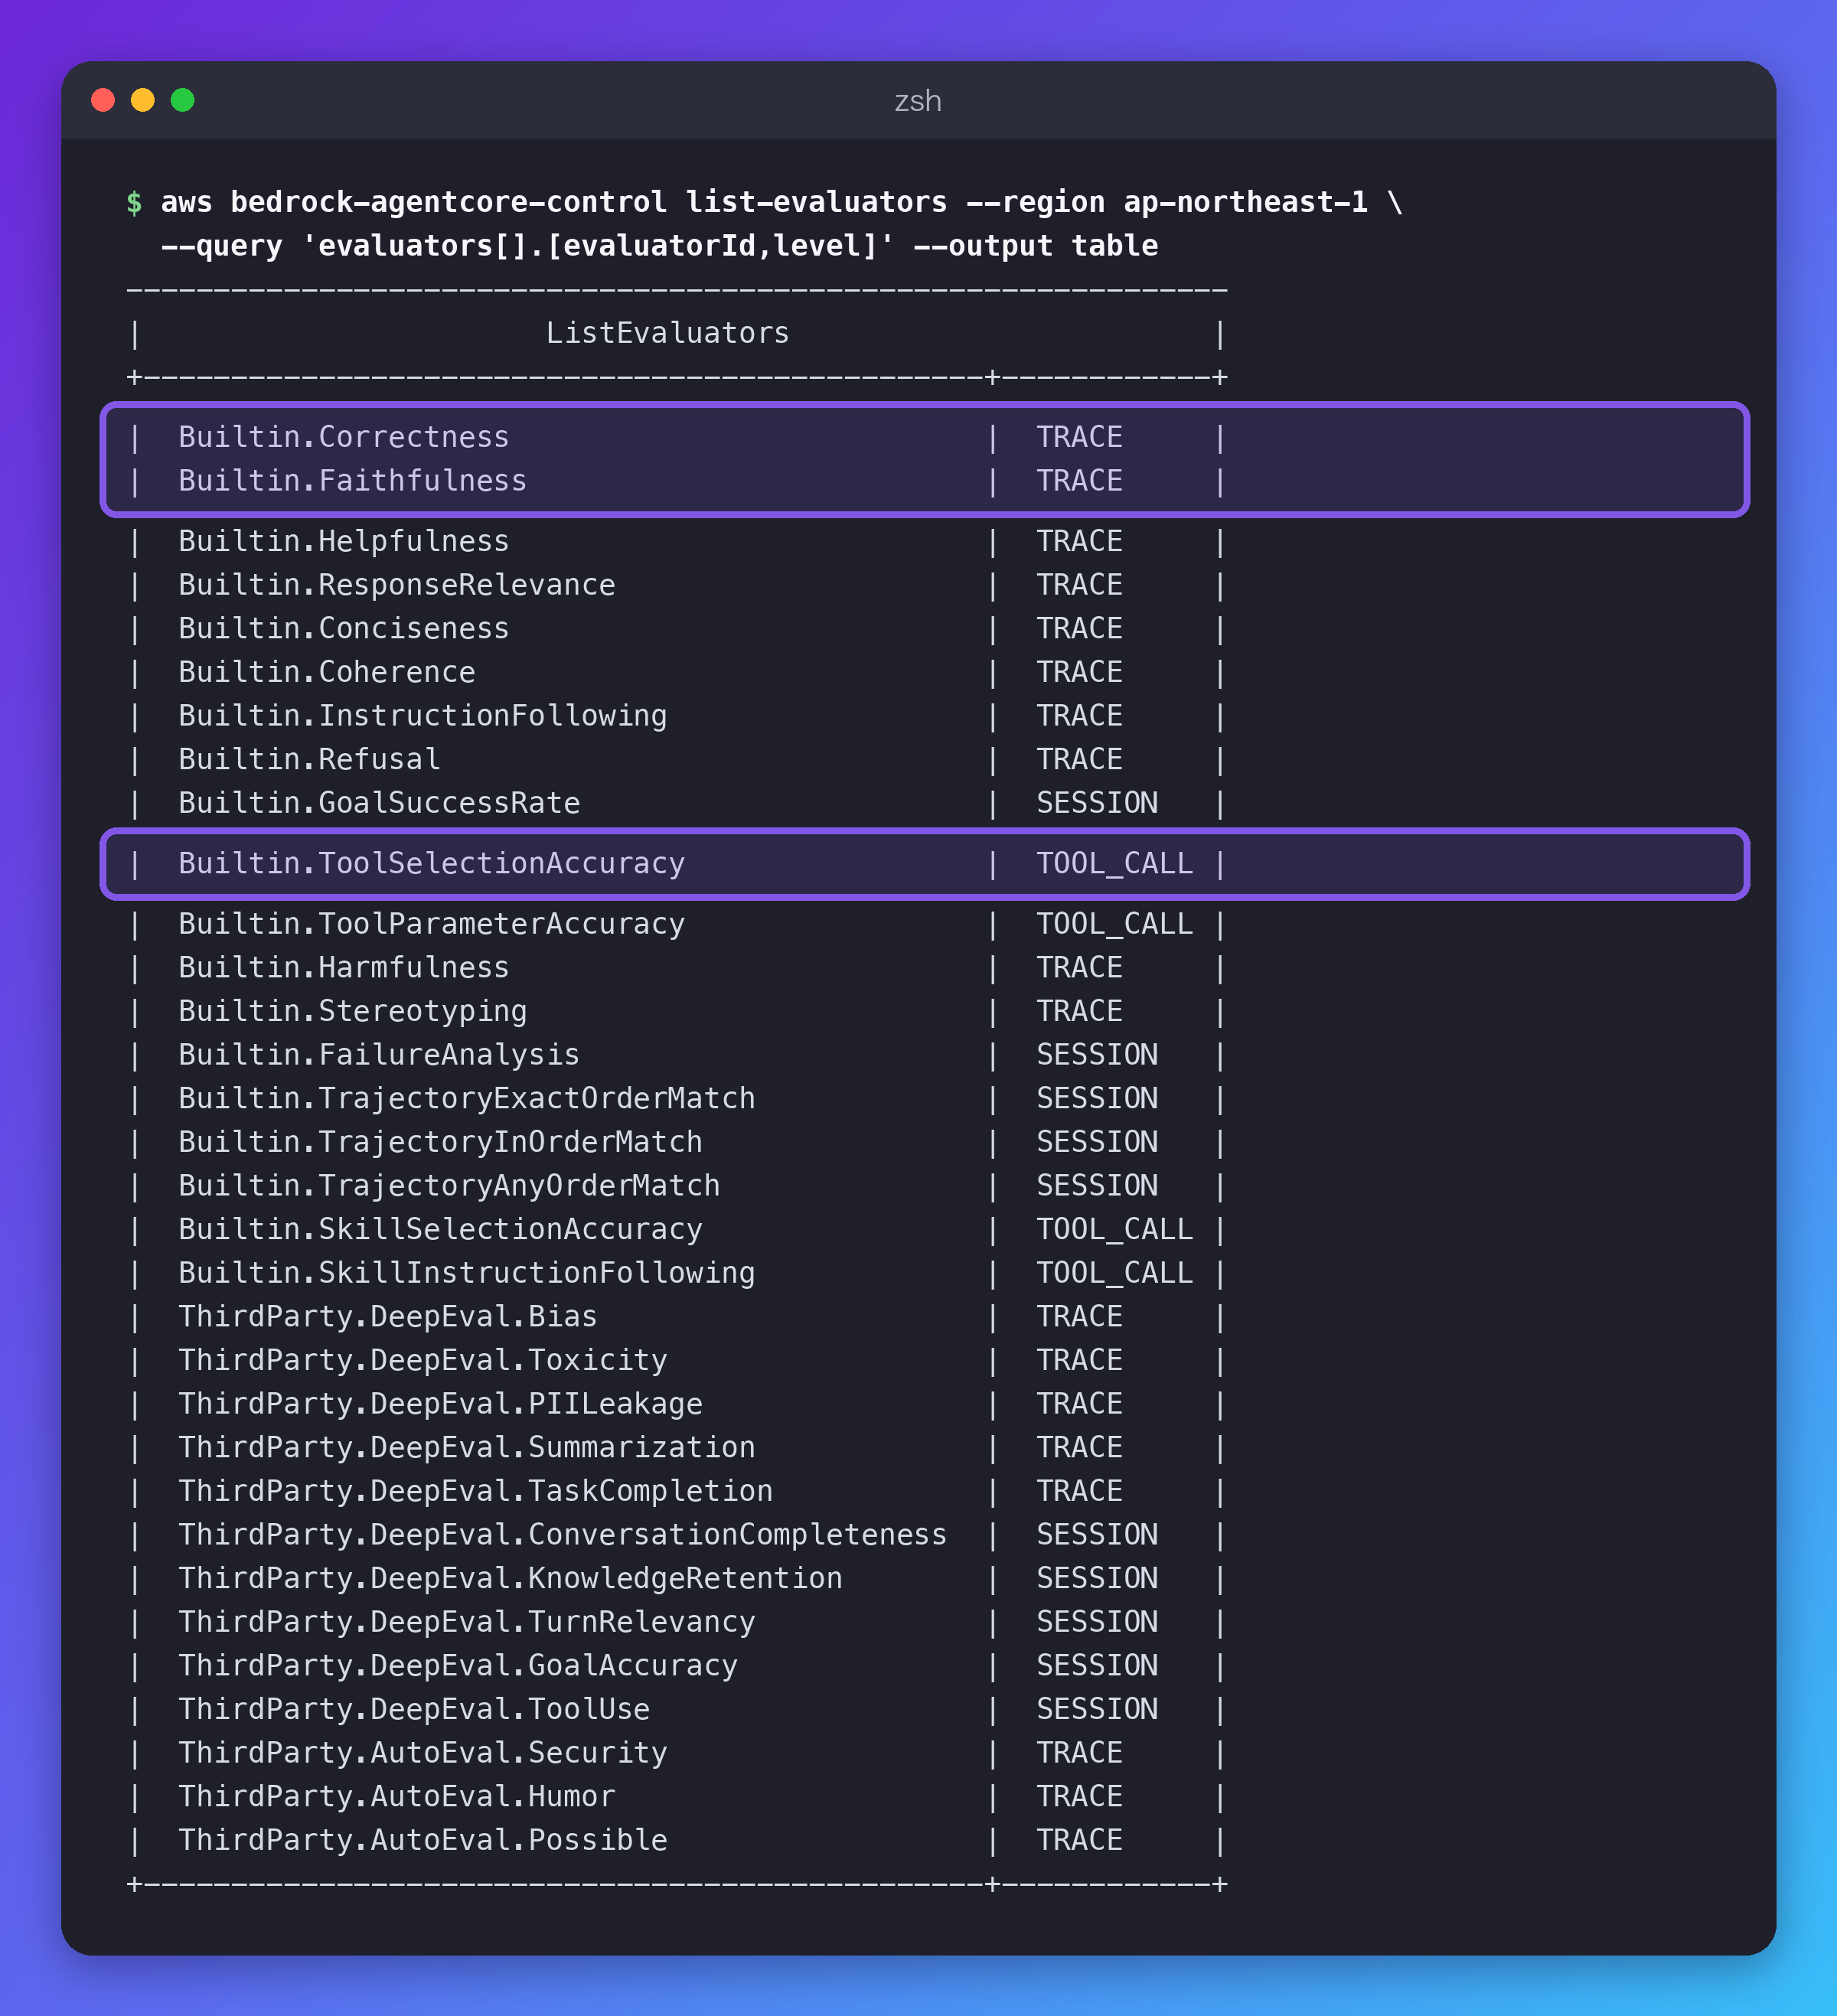 zsh
$ aws bedrock-agentcore-control list-evaluators --region ap-northeast-1 \
  --query 'evaluators[].[evaluatorId,level]' --output table
---------------------------------------------------------------
|                       ListEvaluators                        |
+------------------------------------------------+------------+
|  Builtin.Correctness                           |  TRACE     |
|  Builtin.Faithfulness                          |  TRACE     |
|  Builtin.Helpfulness                           |  TRACE     |
|  Builtin.ResponseRelevance                     |  TRACE     |
|  Builtin.Conciseness                           |  TRACE     |
|  Builtin.Coherence                             |  TRACE     |
|  Builtin.InstructionFollowing                  |  TRACE     |
|  Builtin.Refusal                               |  TRACE     |
|  Builtin.GoalSuccessRate                       |  SESSION   |
|  Builtin.ToolSelectionAccuracy                 |  TOOL_CALL |
|  Builtin.ToolParameterAccuracy                 |  TOOL_CALL |
|  Builtin.Harmfulness                           |  TRACE     |
|  Builtin.Stereotyping                          |  TRACE     |
|  Builtin.FailureAnalysis                       |  SESSION   |
|  Builtin.TrajectoryExactOrderMatch             |  SESSION   |
|  Builtin.TrajectoryInOrderMatch                |  SESSION   |
|  Builtin.TrajectoryAnyOrderMatch               |  SESSION   |
|  Builtin.SkillSelectionAccuracy                |  TOOL_CALL |
|  Builtin.SkillInstructionFollowing             |  TOOL_CALL |
|  ThirdParty.DeepEval.Bias                      |  TRACE     |
|  ThirdParty.DeepEval.Toxicity                  |  TRACE     |
|  ThirdParty.DeepEval.PIILeakage                |  TRACE     |
|  ThirdParty.DeepEval.Summarization             |  TRACE     |
|  ThirdParty.DeepEval.TaskCompletion            |  TRACE     |
|  ThirdParty.DeepEval.ConversationCompleteness  |  SESSION   |
|  ThirdParty.DeepEval.KnowledgeRetention        |  SESSION   |
|  ThirdParty.DeepEval.TurnRelevancy             |  SESSION   |
|  ThirdParty.DeepEval.GoalAccuracy              |  SESSION   |
|  ThirdParty.DeepEval.ToolUse                   |  SESSION   |
|  ThirdParty.AutoEval.Security                  |  TRACE     |
|  ThirdParty.AutoEval.Humor                     |  TRACE     |
|  ThirdParty.AutoEval.Possible                  |  TRACE     |
+------------------------------------------------+------------+